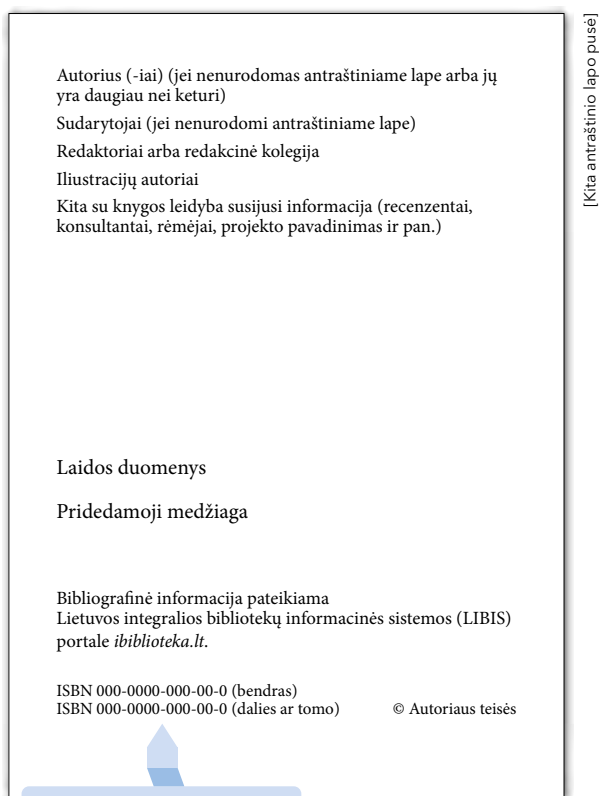 Autorius (-iai) (jei nenurodomas antraštiniame lape arba jų
yra daugiau nei keturi)
Sudarytojai (jei nenurodomi antraštiniame lape)
Redaktoriai arba redakcinė kolegija
Iliustracijų autoriai
Kita su knygos leidyba susijusi informacija (recenzentai,
konsultantai, rėmėjai, projekto pavadinimas ir pan.)
Laidos duomenys
Pridedamoji medžiaga
Bibliografinė informacija pateikiama
Lietuvos integralios bibliotekų informacinės sistemos (LIBIS)
portale ibiblioteka.lt.
ISBN 000-0000-000-00-0 (bendras)
ISBN 000-0000-000-00-0 (dalies ar tomo) © Autoriaus teisės
[Kita antraštinio lapo pusė]